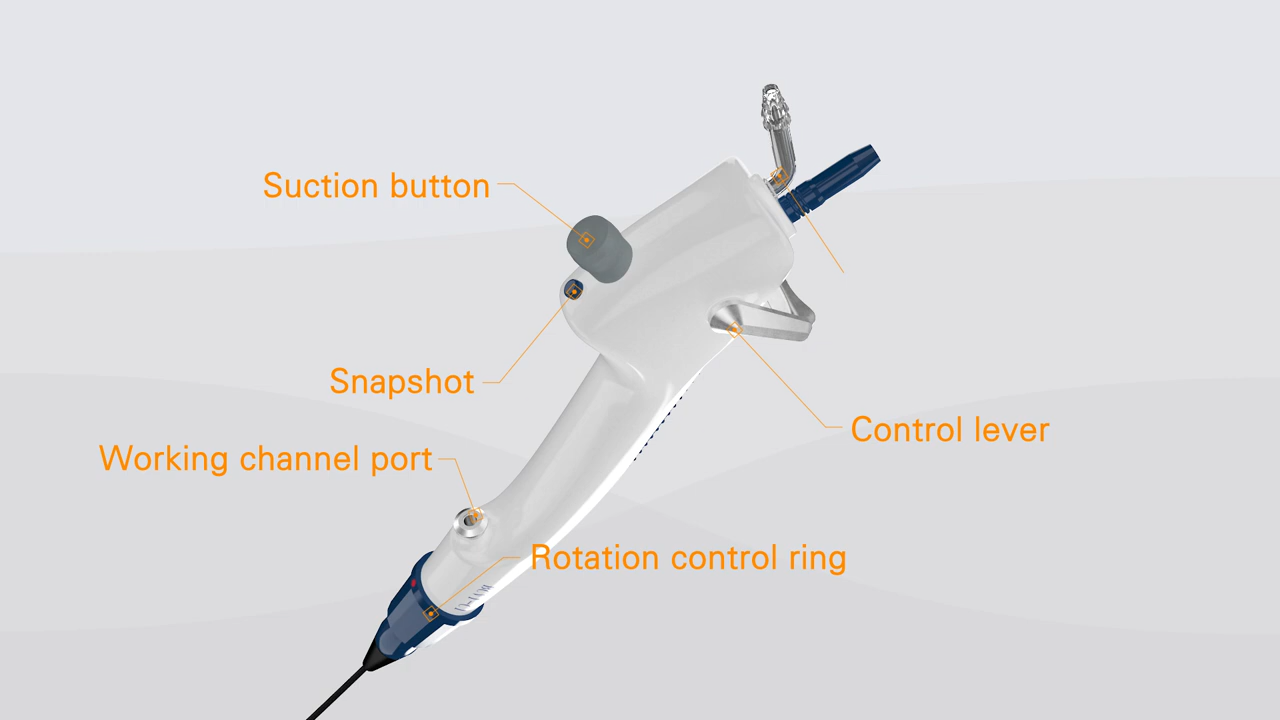 Suction button
Snapshot
Control lever
Working channel port
Rotation control ring